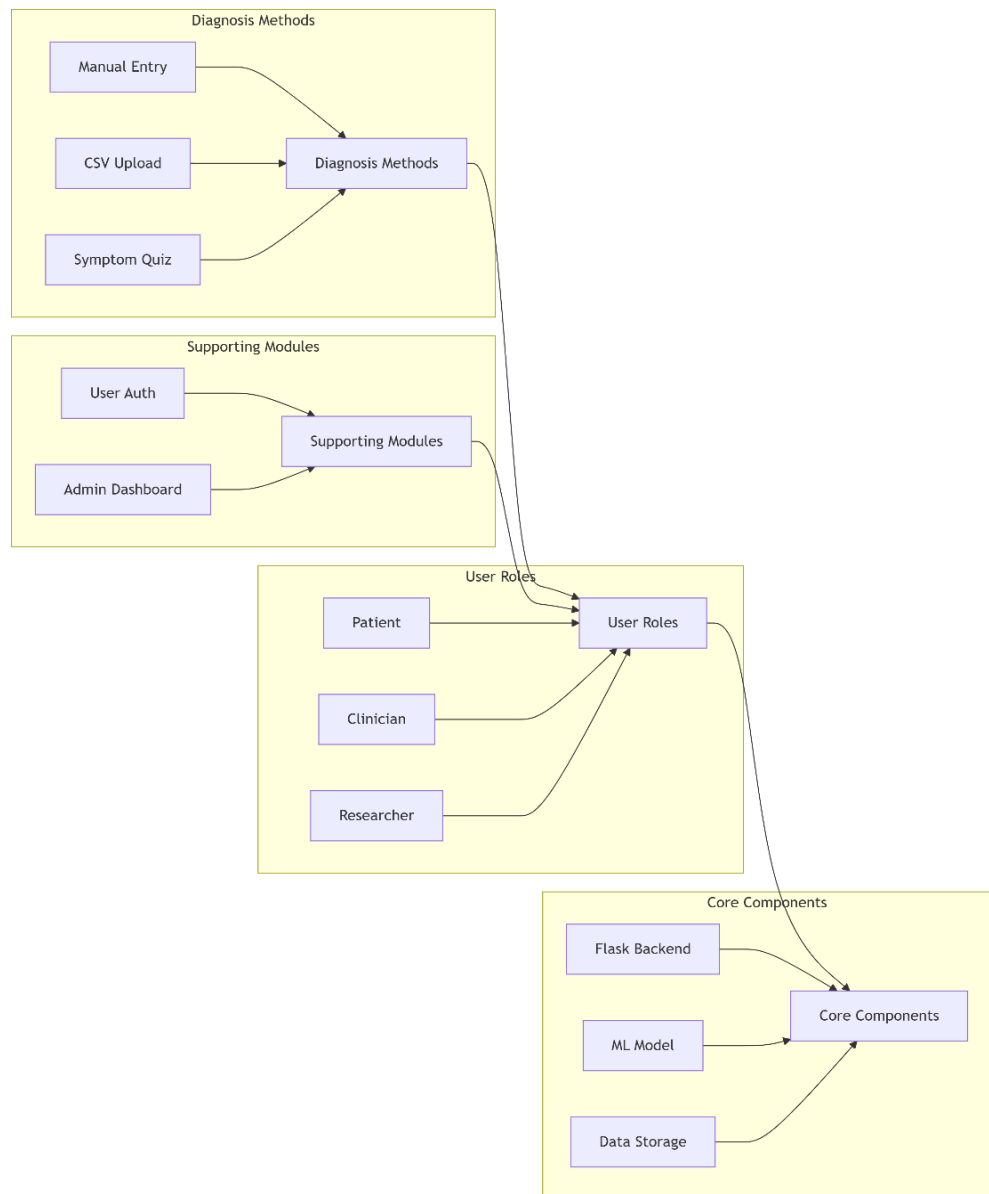 Diagnosis Methods
Manual Entry
CSV Upload
Diagnosis Methods
Symptom Quiz
Supporting Modules
User Auth
Supporting Modules
Admin Dashboard
User Roles
Patient
User Roles
Clinician
Researcher
Core Components
Flask Backend
Core Components
ML Model
Data Storage